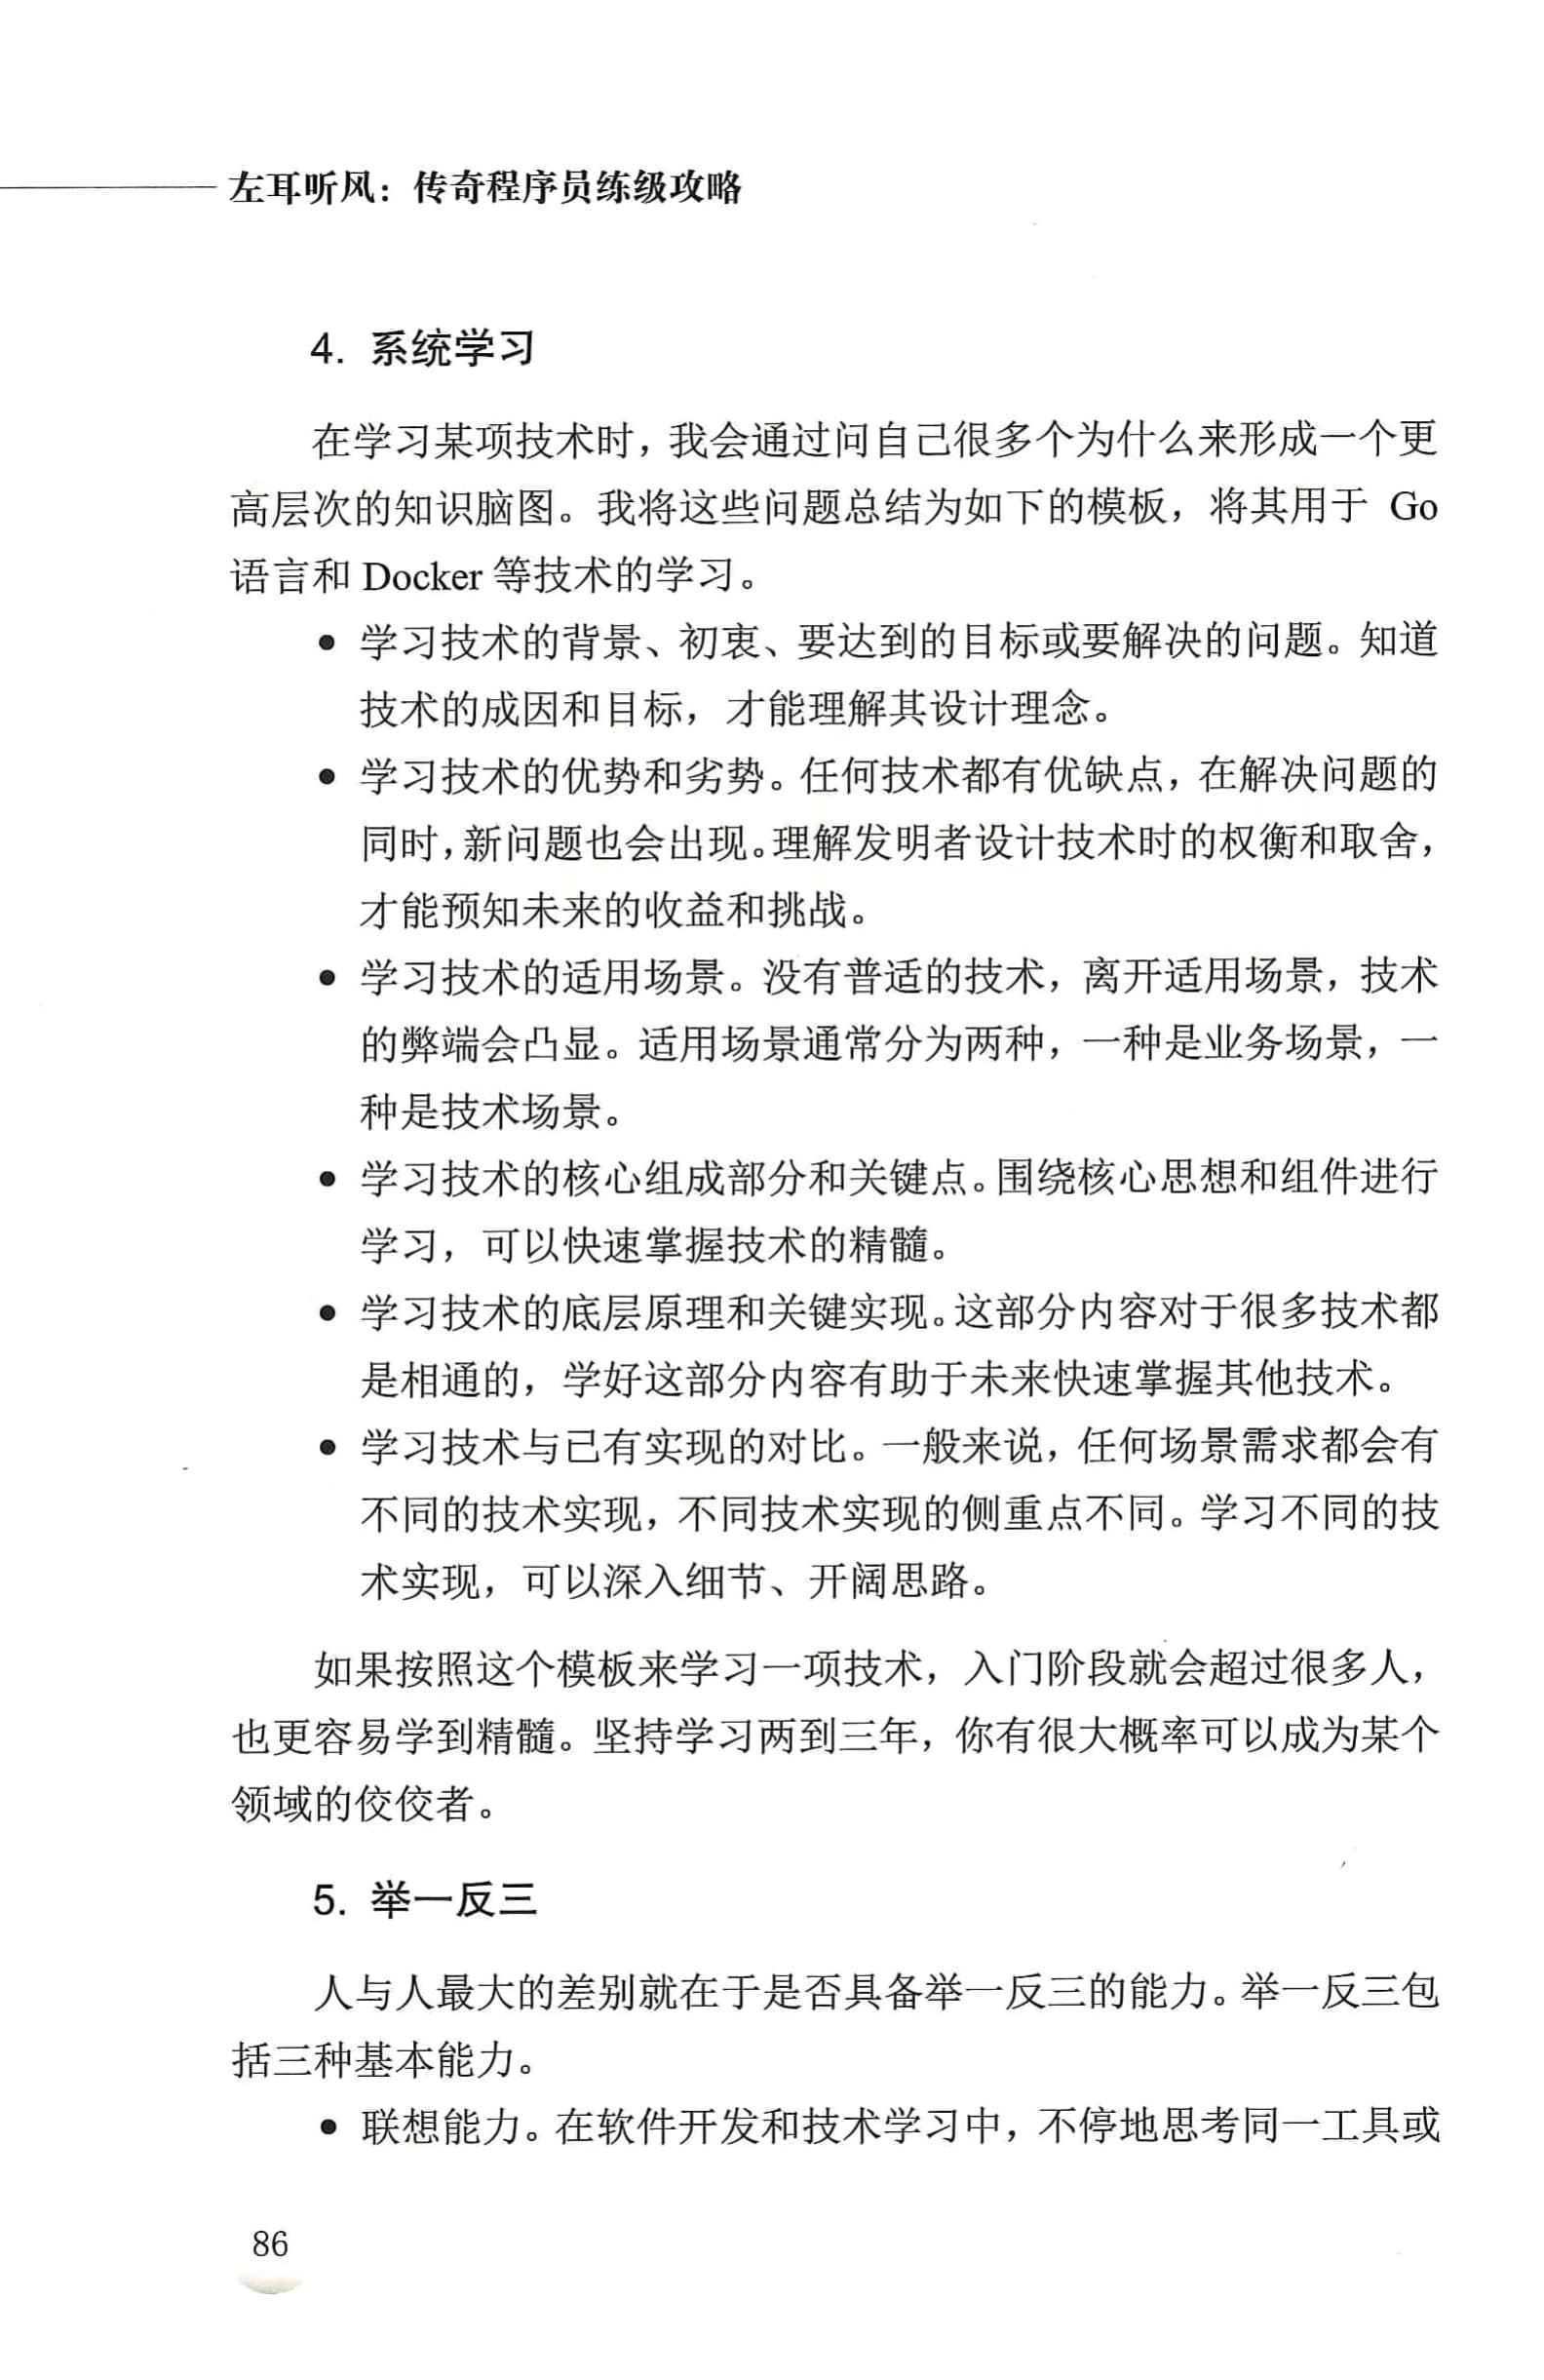 左耳听风：传奇程序员练级攻略
4. 系统学习
在学习某项技术时，我会通过问自己很多个为什么来形成一个更
高层次的知识脑图。我将这些问题总结为如下的模板，将其用于 Go
语言和 Docker 等技术的学习。
● 学习技术的背景、初衷、要达到的目标或要解决的问题。知道
技术的成因和目标，才能理解其设计理念。
● 学习技术的优势和劣势。任何技术都有优缺点，在解决问题的
同时，新问题也会出现。理解发明者设计技术时的权衡和取舍，
才能预知未来的收益和挑战。
● 学习技术的适用场景。没有普适的技术，离开适用场景，技术
的弊端会凸显。适用场景通常分为两种，一种是业务场景，一
种是技术场景。
● 学习技术的核心组成部分和关键点。围绕核心思想和组件进行
学习，可以快速掌握技术的精髓。
● 学习技术的底层原理和关键实现。这部分内容对于很多技术都
是相通的，学好这部分内容有助于未来快速掌握其他技术。
● 学习技术与已有实现的对比。一般来说，任何场景需求都会有
不同的技术实现，不同技术实现的侧重点不同。学习不同的技
术实现，可以深入细节、开阔思路。
如果按照这个模板来学习一项技术，入门阶段就会超过很多人，
也更容易学到精髓。坚持学习两到三年，你有很大概率可以成为某个
领域的佼佼者。
5. 举一反三
人与人最大的差别就在于是否具备举一反三的能力。举一反三包
括三种基本能力。
● 联想能力。在软件开发和技术学习中，不停地思考同一工具或
86